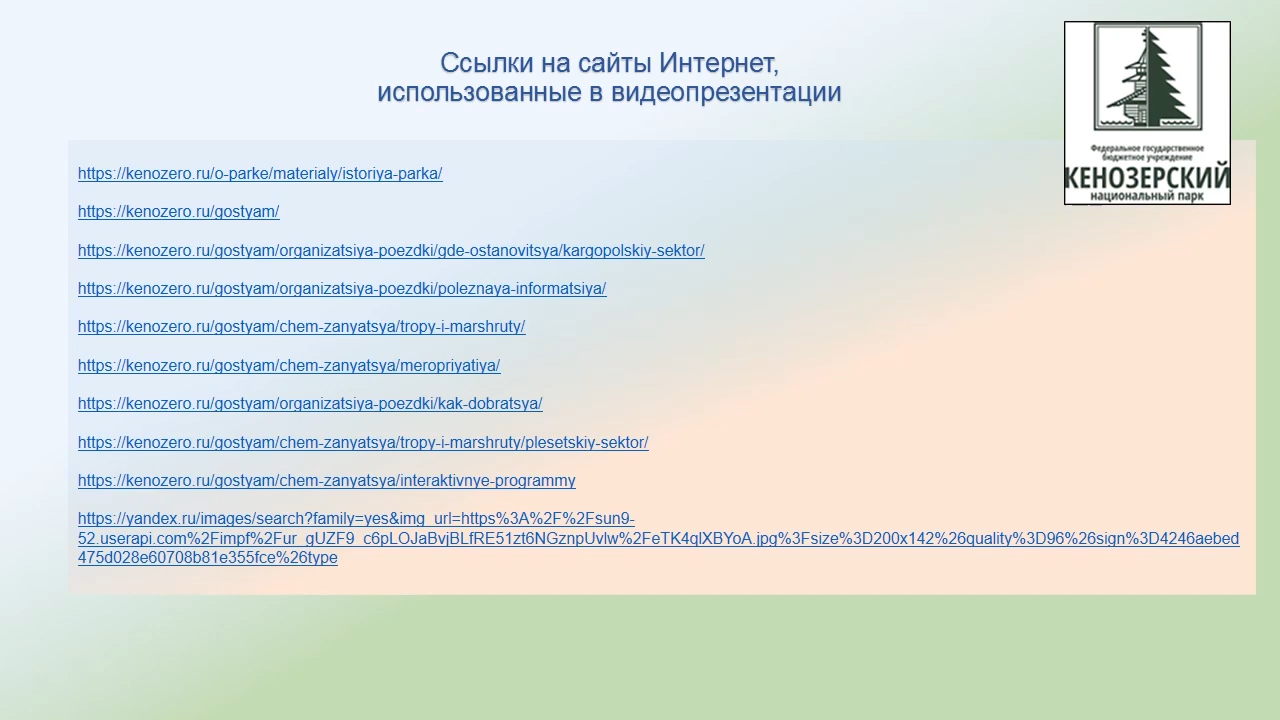 Ссылки на сайты Интернет,
использованные в видеопрезентации
Федеральное государственное
бюджетное учреждение
КЕНОЗЕРСКИЙ
национальный парк
https://kenozero.ru/o-parke/materialy/istoriya-parka/
https://kenozero.ru/gostyam/
https://kenozero.ru/gostyam/organizatsiya-poezdki/gde-ostanovitsya/kargopolskiy-sektor/
https://kenozero.ru/gostyam/organizatsiya-poezdki/poleznaya-informatsiya/
https://kenozero.ru/gostyam/chem-zanyatsya/tropy-i-marshruty/
https://kenozero.ru/gostyam/chem-zanyatsya/meropriyatiya/
https://kenozero.ru/gostyam/organizatsiya-poezdki/kak-dobratsya/
https://kenozero.ru/gostyam/chem-zanyatsya/tropy-i-marshruty/plesetskiy-sektor/
https://kenozero.ru/gostyam/chem-zanyatsya/interaktivnye-programmy
https://yandex.ru/images/search?family=yes&img_url=https%3A%2F%2Fsun9-
52.userapi.com%2Fimpf%2Fur_gUZF9_c6pLOJaBvjBLfRE51zt6NGznpUvlw%2FeTK4qlXBYoA.jpg%3Fsize%3D200x142%26quality%3D96%26sign%3D4246aebed
475d028e60708b81e355fce%26type